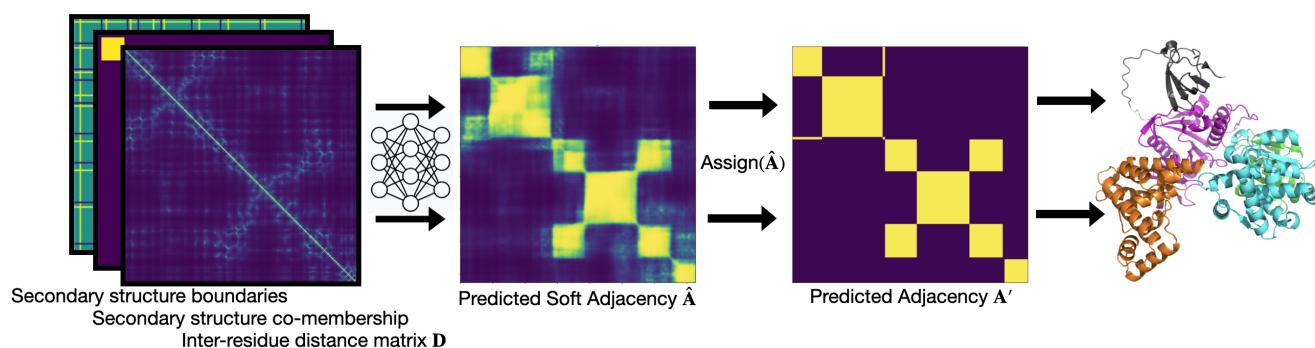 Secondary structure boundaries
Secondary structure co-membership
Inter-residue distance matrix D
Predicted Soft Adjacency Â
Assign(Â)
Predicted Adjacency A′